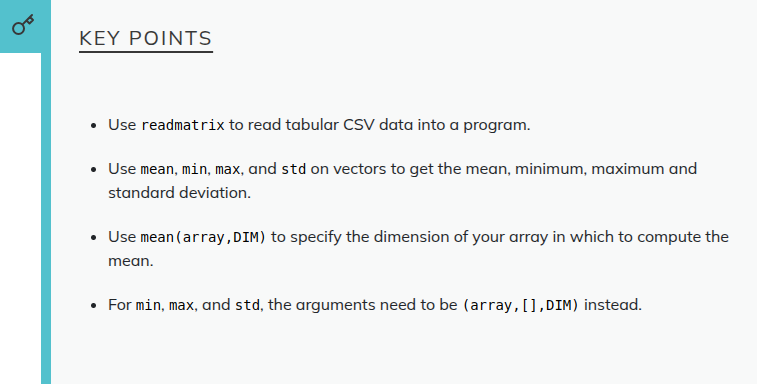 KEY POINTS
Use readmatrix to read tabular CSV data into a program.
Use mean, min, max, and std on vectors to get the mean, minimum, maximum and
standard deviation.
Use mean(array,DIM) to specify the dimension of your array in which to compute the
mean.
For min, max, and std, the arguments need to be (array,[],DIM) instead.